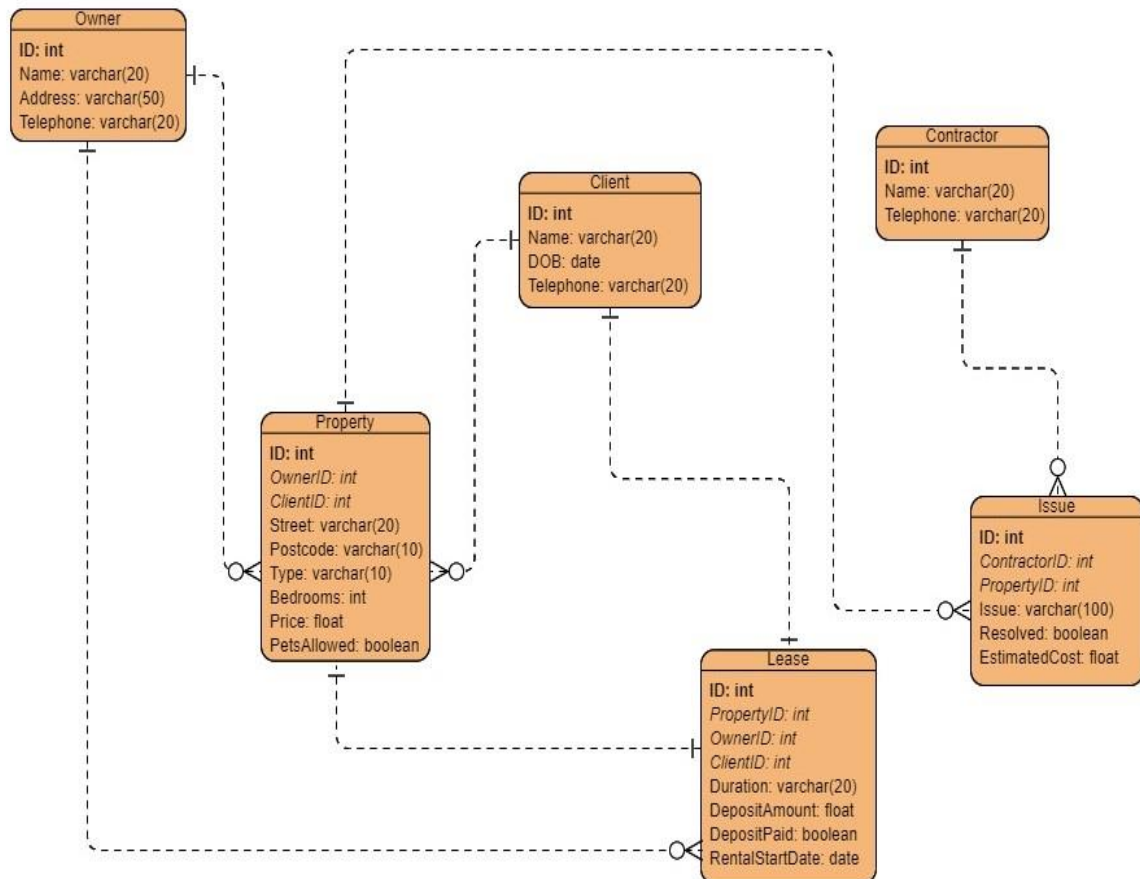 Owner
ID: int
Name: varchar(20)
Address: varchar(50)
Telephone: varchar(20)
Client
ID: int
Name: varchar(20)
DOB: date
Telephone: varchar(20)
Contractor
ID: int
Name: varchar(20)
Telephone: varchar(20)
Property
ID: int
OwnerID: int
ClientID: int
Street: varchar(20)
Postcode: varchar(10)
Type: varchar(10)
Bedrooms: int
Price: float
PetsAllowed: boolean
Issue
ID: int
ContractorID: int
PropertyID: int
Issue: varchar(100)
Resolved: boolean
EstimatedCost: float
Lease
ID: int
PropertyID: int
OwnerID: int
ClientID: int
Duration: varchar(20)
DepositAmount: float
DepositPaid: boolean
RentalStartDate: date